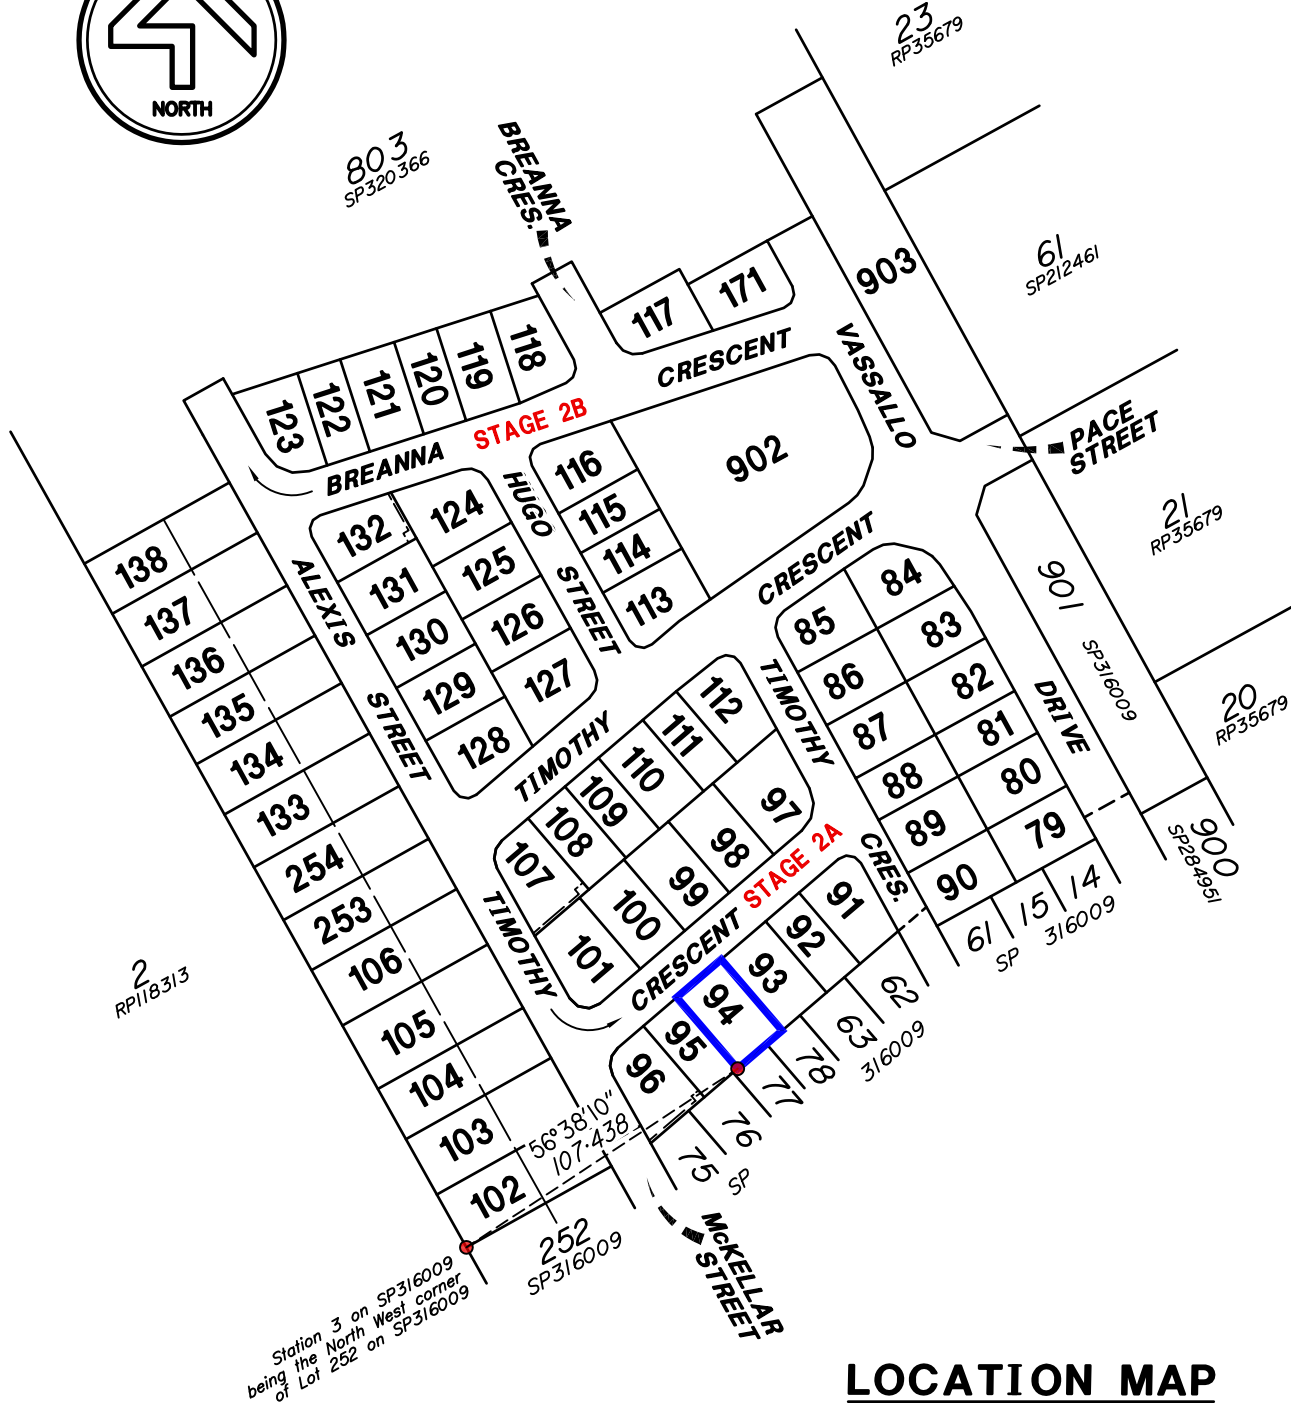 NORTH
23
RP35679
803
SP320366
BREANNA
CRES.
61
SP212461
903
171
117
118
119
120
121
122
123
CRESCENT
VASSALLO
STAGE 2B
BREANNA
PACE
STREET
902
116
115
114
113
HUGO
STREET
124
125
126
127
132
131
130
129
128
ALEXIS
STREET
138
137
136
135
134
133
254
253
106
105
104
103
102
21
RP35679
901
SP316009
20
RP35679
900
SP284951
CRESCENT
TIMOTHY
84
85
83
86
82
87
81
88
80
89
79
90
DRIVE
TIMOTHY
CRES.
112
111
110
109
108
107
97
98
99
100
101
STAGE 2A
CRESCENT
TIMOTHY
91
92
93
94
95
96
61
15
14
SP
316009
62
63
316009
78
77
76
75
SP
2
RP118313
56°38'10"
107·438
252
SP316009
McKELLAR
STREET
Station 3 on SP316009
being the North West corner
of Lot 252 on SP316009
LOCATION MAP